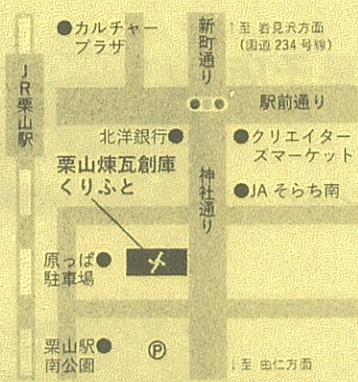 ●カルチャー
プラザ
新町通り
↑至 岩見沢方面
(国道234号線)
JR栗山駅
駅前通り
北洋銀行●
●クリエイター
ズマーケット
栗山煉瓦創庫
くりふと
神社通り
●JA そらち南
原っぱ●
駐車場
栗山駅●
南公園
Ⓟ
↓至 由仁方面